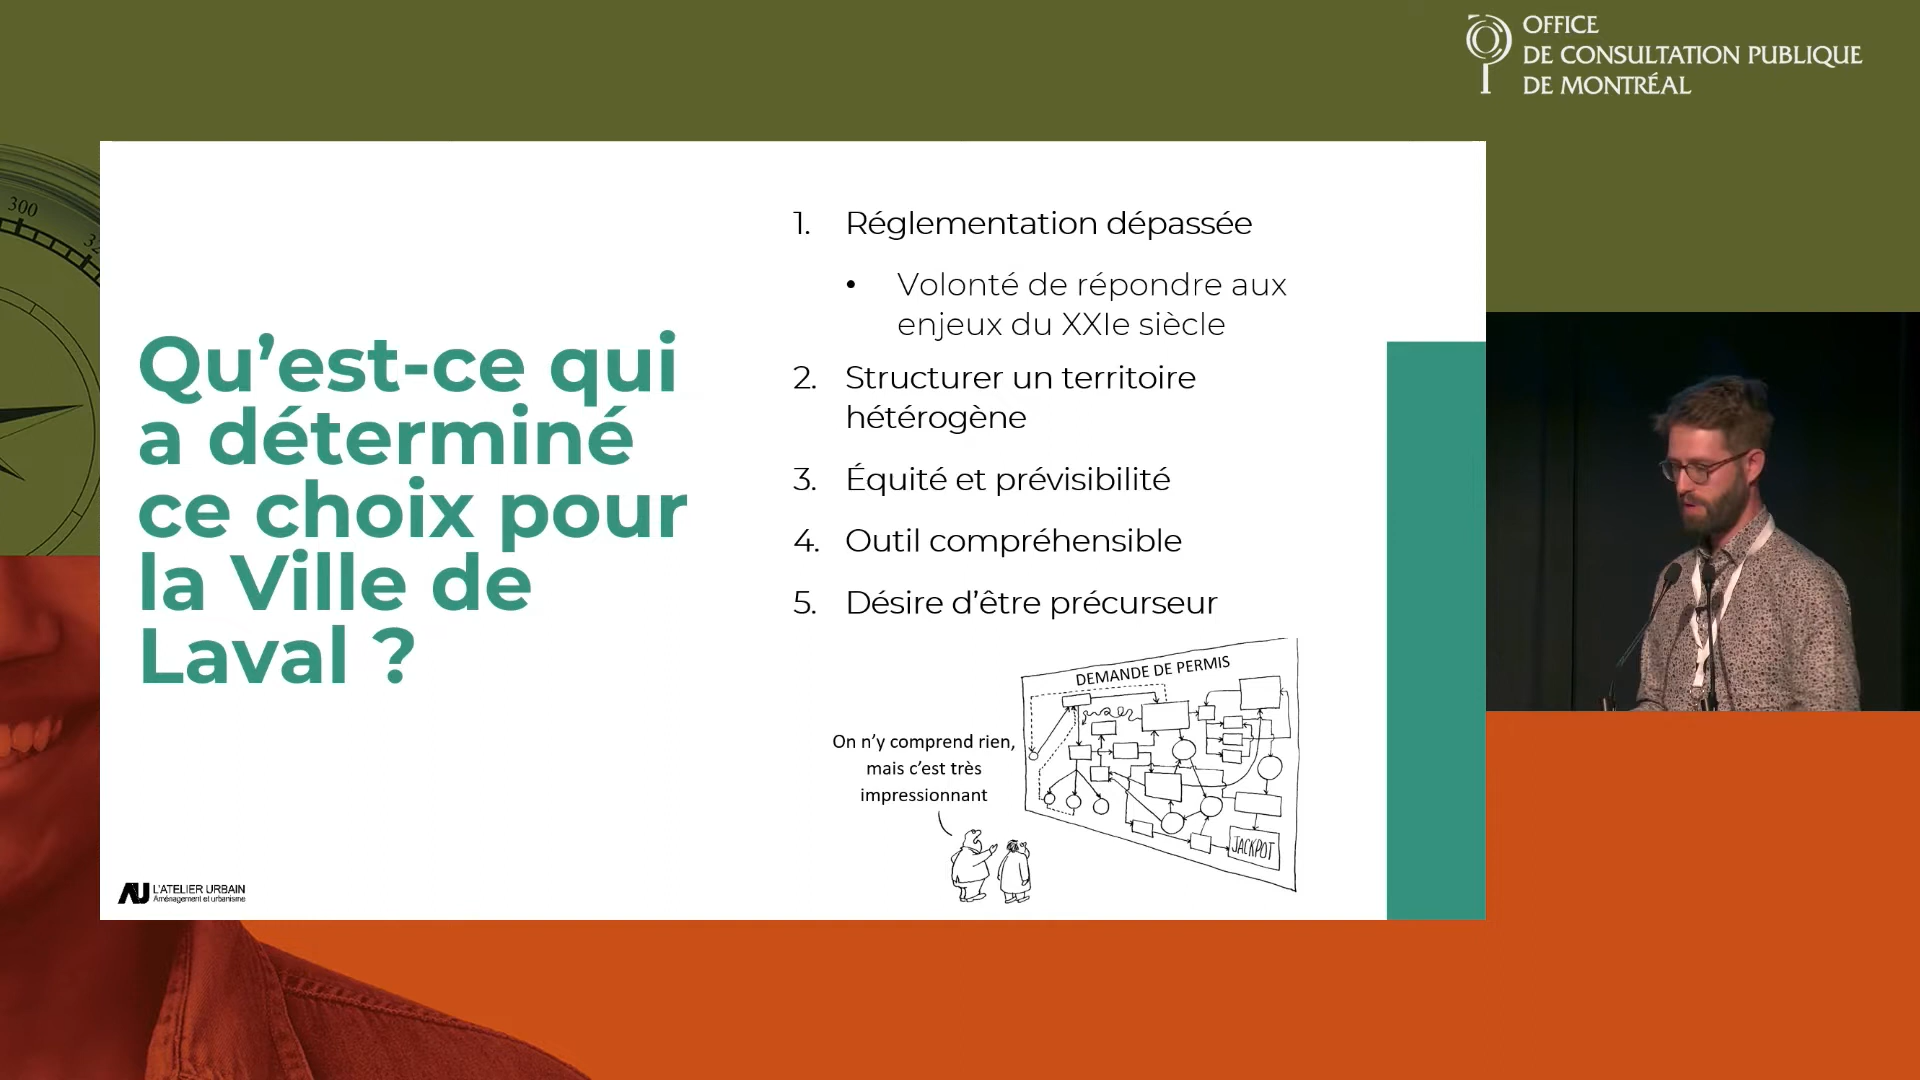 OFFICE
DE CONSULTATION PUBLIQUE
DE MONTRÉAL
300
32
Qu’est-ce qui
a déterminé
ce choix pour
la Ville de
Laval ?
1. Réglementation dépassée
• Volonté de répondre aux
enjeux du XXIe siècle
2. Structurer un territoire
hétérogène
3. Équité et prévisibilité
4. Outil compréhensible
5. Désire d’être précurseur
DEMANDE DE PERMIS
On n’y comprend rien,
mais c’est très
impressionnant
JACKPOT
AU L’ATELIER URBAIN
Aménagement et urbanisme